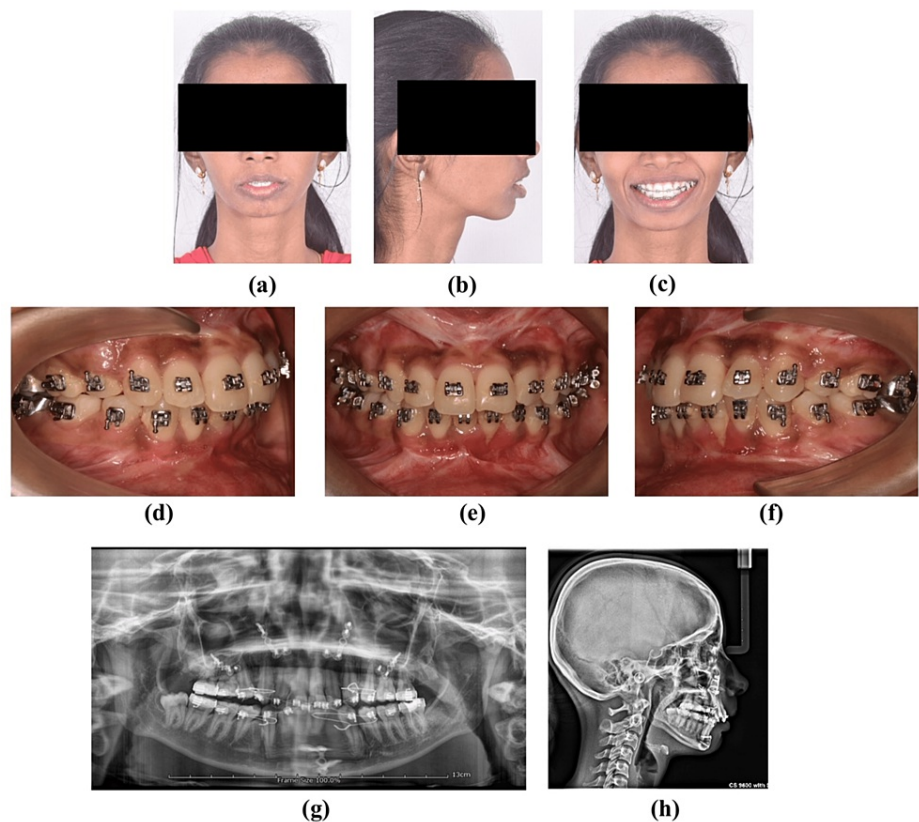 (a)
(b)
(c)
(d)
(e)
(f)
Frame Size 100.0%
13cm
CS 9600 with
(g)
(h)